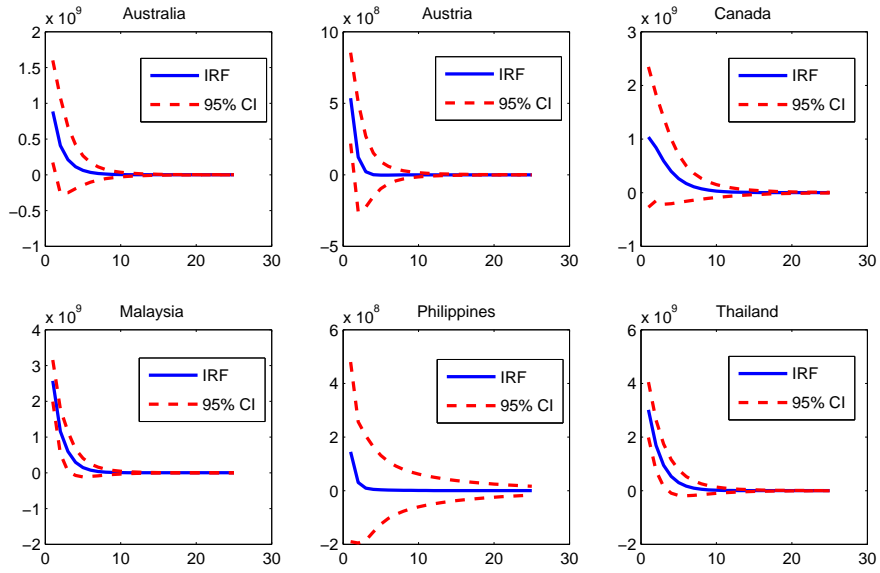 x 10^9
Australia
2
1.5
1
0.5
0
−0.5
−1
0 10 20 30
IRF
95% CI
x 10^8
Austria
10
5
0
−5
0 10 20 30
IRF
95% CI
x 10^9
Canada
3
2
1
0
−1
0 10 20 30
IRF
95% CI
x 10^9
Malaysia
4
3
2
1
0
−1
−2
0 10 20 30
IRF
95% CI
x 10^8
Philippines
6
4
2
0
−2
0 10 20 30
IRF
95% CI
x 10^9
Thailand
6
4
2
0
−2
0 10 20 30
IRF
95% CI